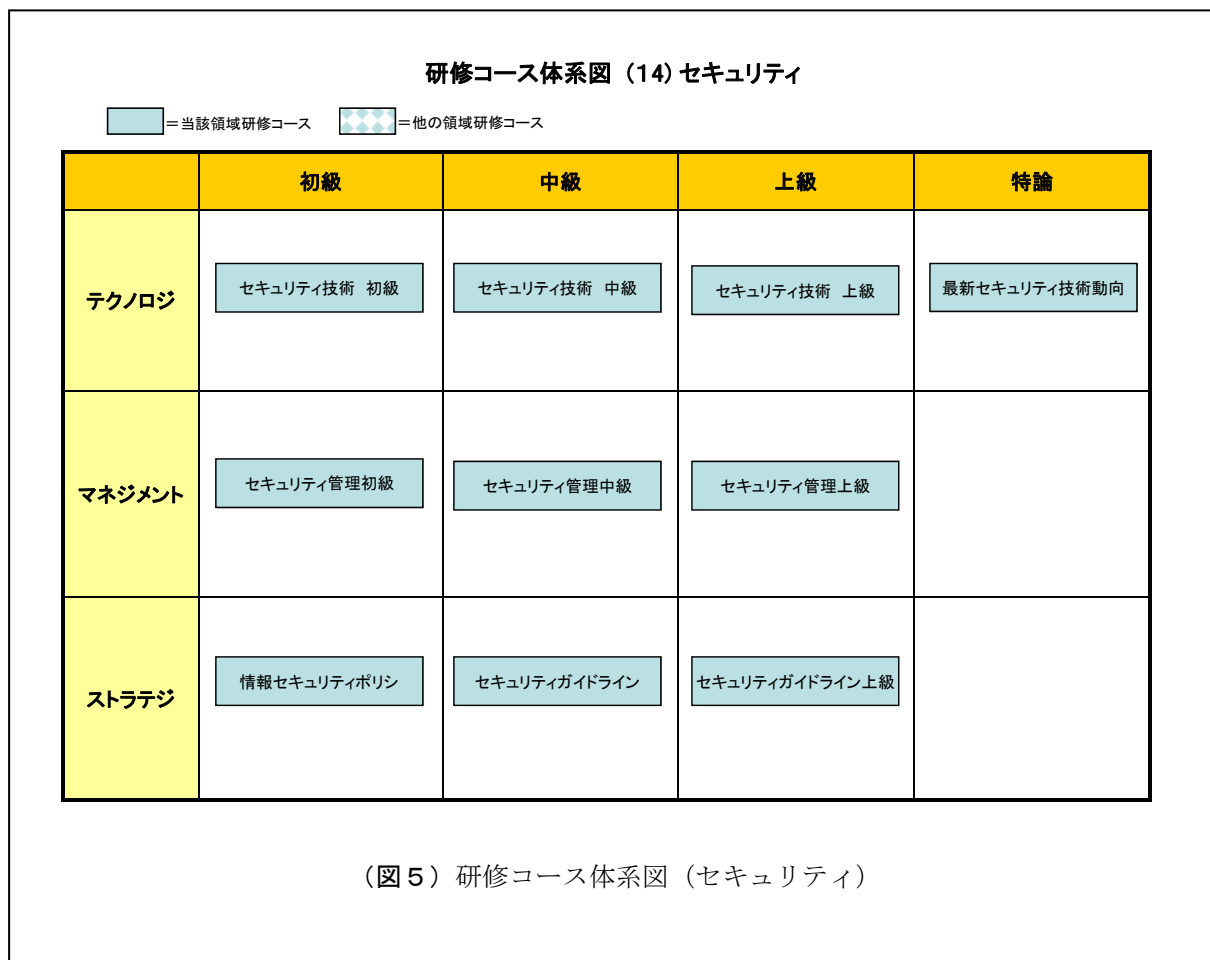 研修コース体系図（14）セキュリティ
＝当該領域研修コース ＝他の領域研修コース
初級 中級 上級 特論
テクノロジ セキュリティ技術　初級 セキュリティ技術　中級 セキュリティ技術　上級 最新セキュリティ技術動向
マネジメント セキュリティ管理初級 セキュリティ管理中級 セキュリティ管理上級
ストラテジ 情報セキュリティポリシ セキュリティガイドライン セキュリティガイドライン上級
（図５）研修コース体系図（セキュリティ）